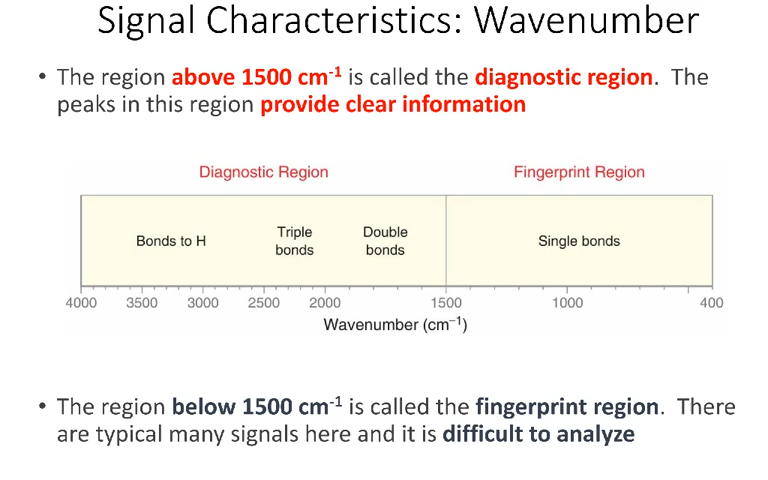 Signal Characteristics: Wavenumber
• The region above 1500 cm⁻¹ is called the diagnostic region. The
peaks in this region provide clear information
Diagnostic Region
Fingerprint Region
Bonds to H
Triple
bonds
Double
bonds
Single bonds
4000 3500 3000 2500 2000 1500 1000 400
Wavenumber (cm⁻¹)
• The region below 1500 cm⁻¹ is called the fingerprint region. There
are typical many signals here and it is difficult to analyze